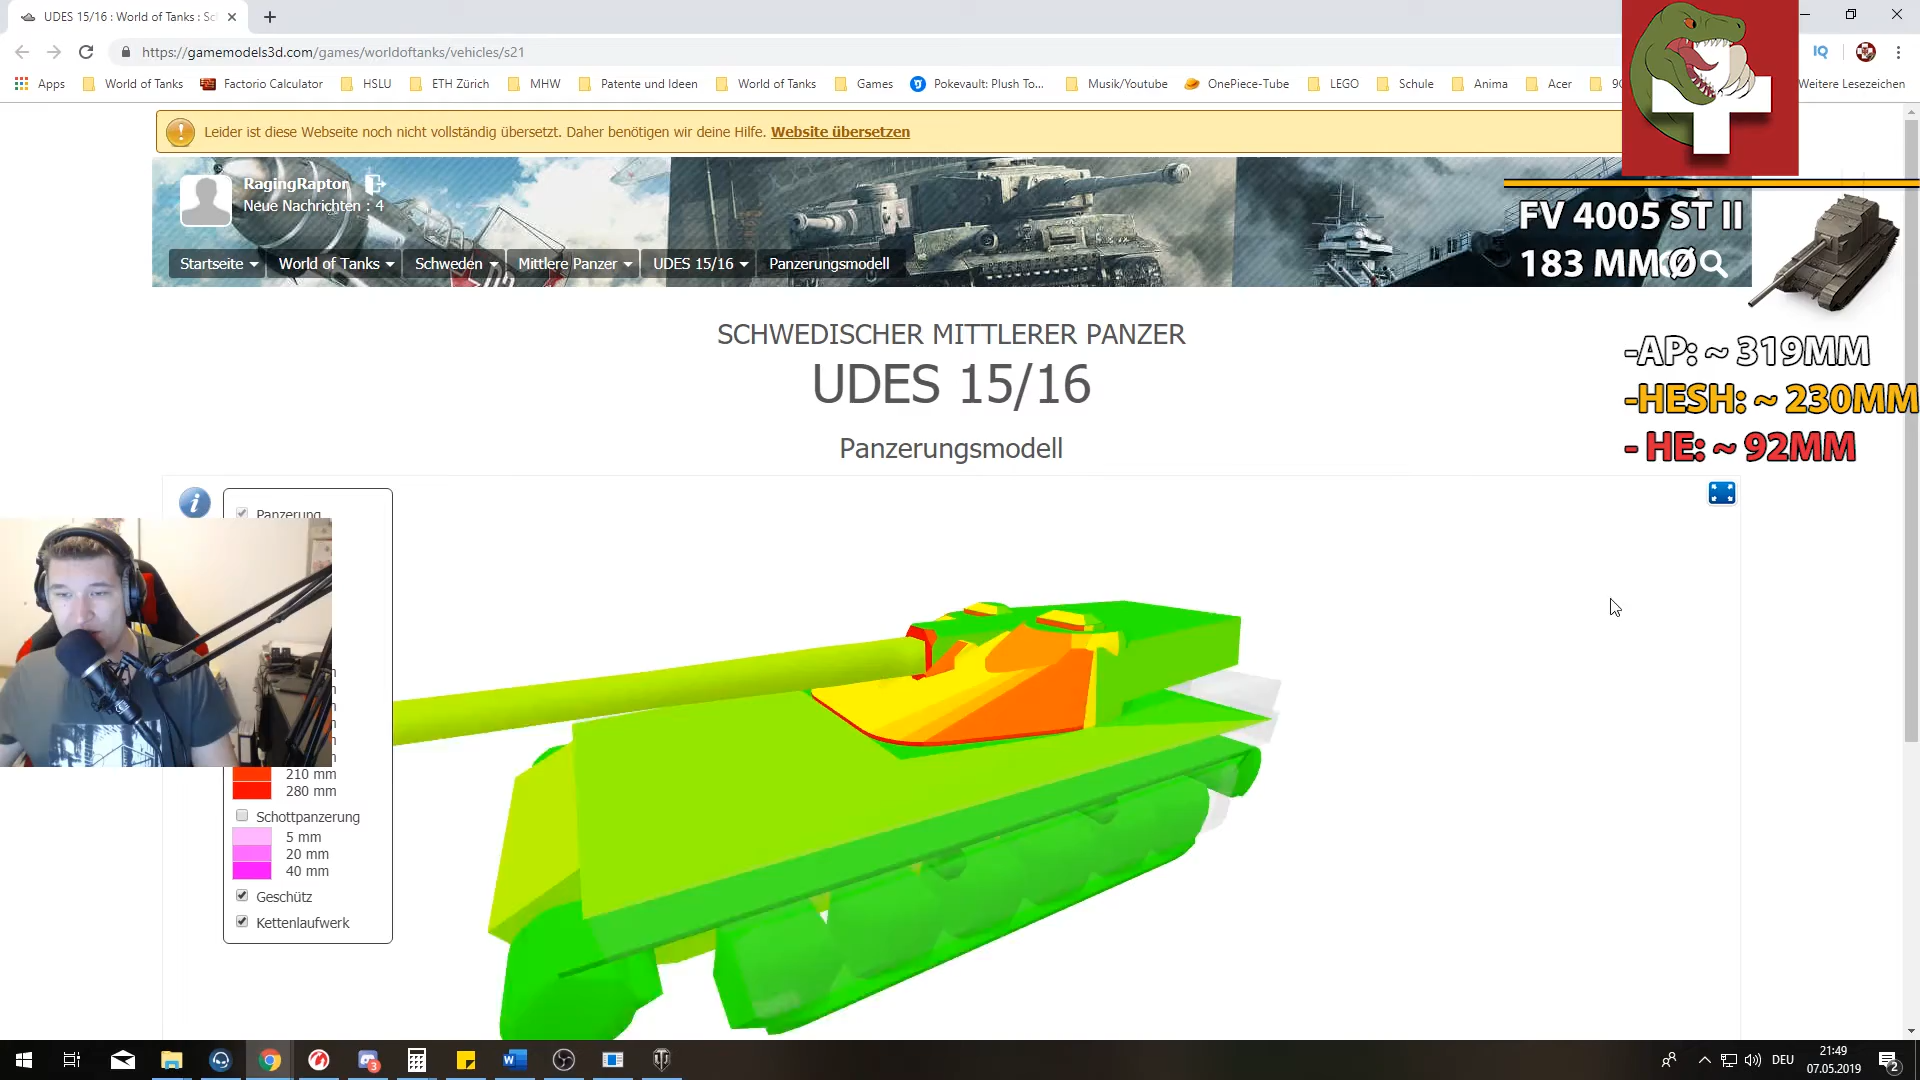 UDES 15/16 : World of Tanks : Sc
https://gamemodels3d.com/games/worldoftanks/vehicles/s21
IQ
Apps
World of Tanks
Factorio Calculator
HSLU
ETH Zürich
MHW
Patente und Ideen
World of Tanks
Games
Pokevault: Plush To...
Musik/Youtube
OnePiece-Tube
LEGO
Schule
Anima
Acer
Weitere Lesezeichen
Leider ist diese Webseite noch nicht vollständig übersetzt. Daher benötigen wir deine Hilfe. Website übersetzen
RagingRaptor
Neue Nachrichten : 4
Startseite
World of Tanks
Schweden
Mittlere Panzer
UDES 15/16
Panzerungsmodell
FV 4005 ST II
183 MM Ø
-AP: ~ 319MM
-HESH: ~ 230MM
- HE: ~ 92MM
SCHWEDISCHER MITTLERER PANZER
UDES 15/16
Panzerungsmodell
i
Panzerung
210 mm
280 mm
Schottpanzerung
5 mm
20 mm
40 mm
Geschütz
Kettenlaufwerk
3
DEU
21:49
07.05.2019
2